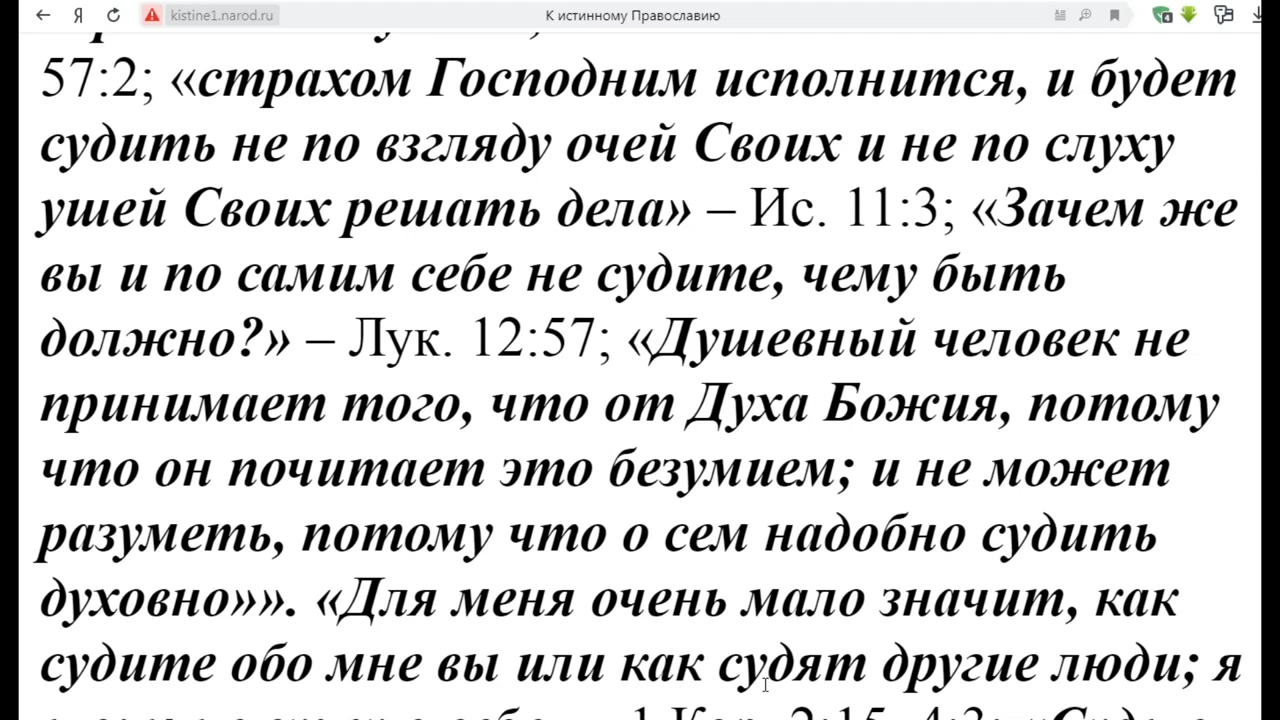 Я kistine1.narod.ru К истинному Православию 4
57:2; «страхом Господним исполнится, и будет
судить не по взгляду очей Своих и не по слуху
ушей Своих решать дела» – Ис. 11:3; «Зачем же
вы и по самим себе не судите, чему быть
должно?» – Лук. 12:57; «Душевный человек не
принимает того, что от Духа Божия, потому
что он почитает это безумием; и не может
разуметь, потому что о сем надобно судить
духовно»». «Для меня очень мало значит, как
судите обо мне вы или как судят другие люди; я